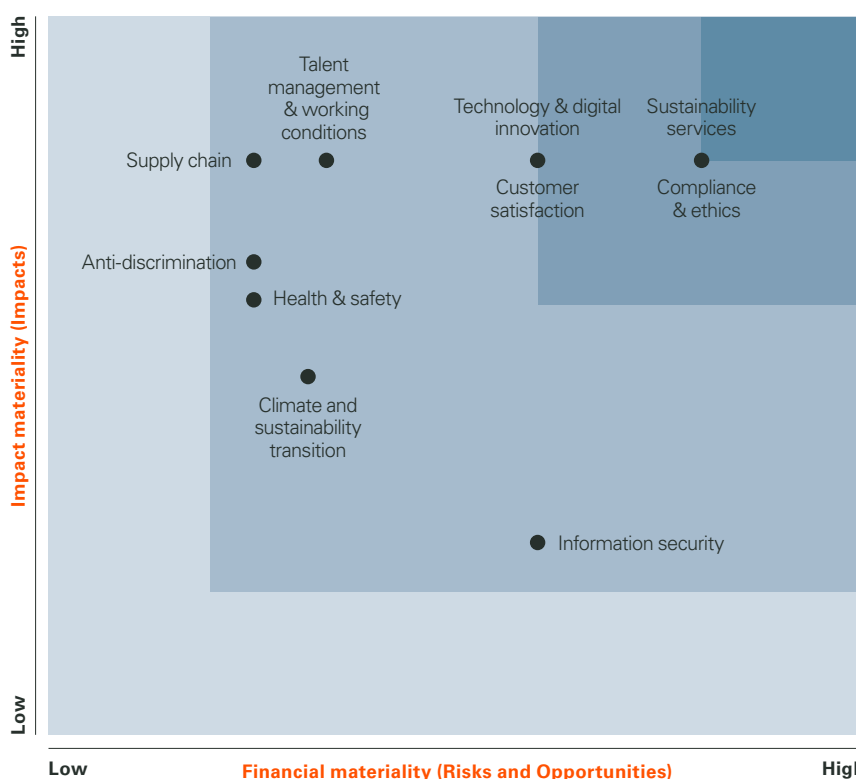 High
Talent
management
& working
conditions
Technology & digital
innovation
Sustainability
services
Supply chain
Customer
satisfaction
Compliance
& ethics
Anti-discrimination
Health & safety
Climate and
sustainability
transition
Information security
Impact materiality (Impacts)
Low
Low
Financial materiality (Risks and Opportunities)
High